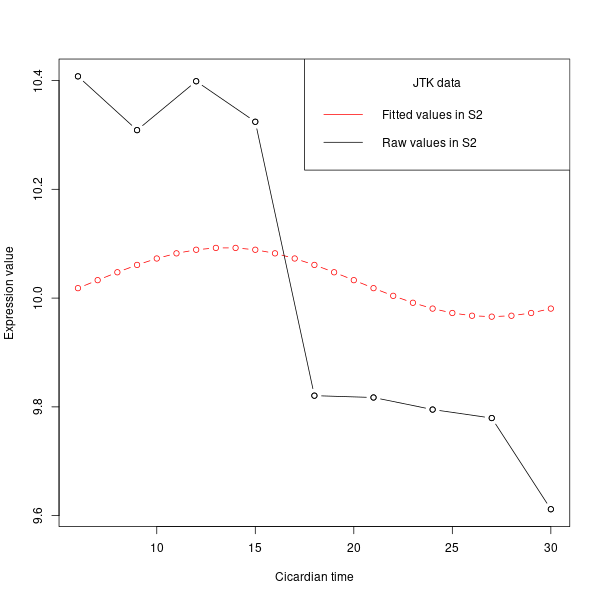 JTK data
Fitted values in S2
Raw values in S2
Expression value
10.4
10.2
10.0
9.8
9.6
10
15
20
25
30
Cicardian time